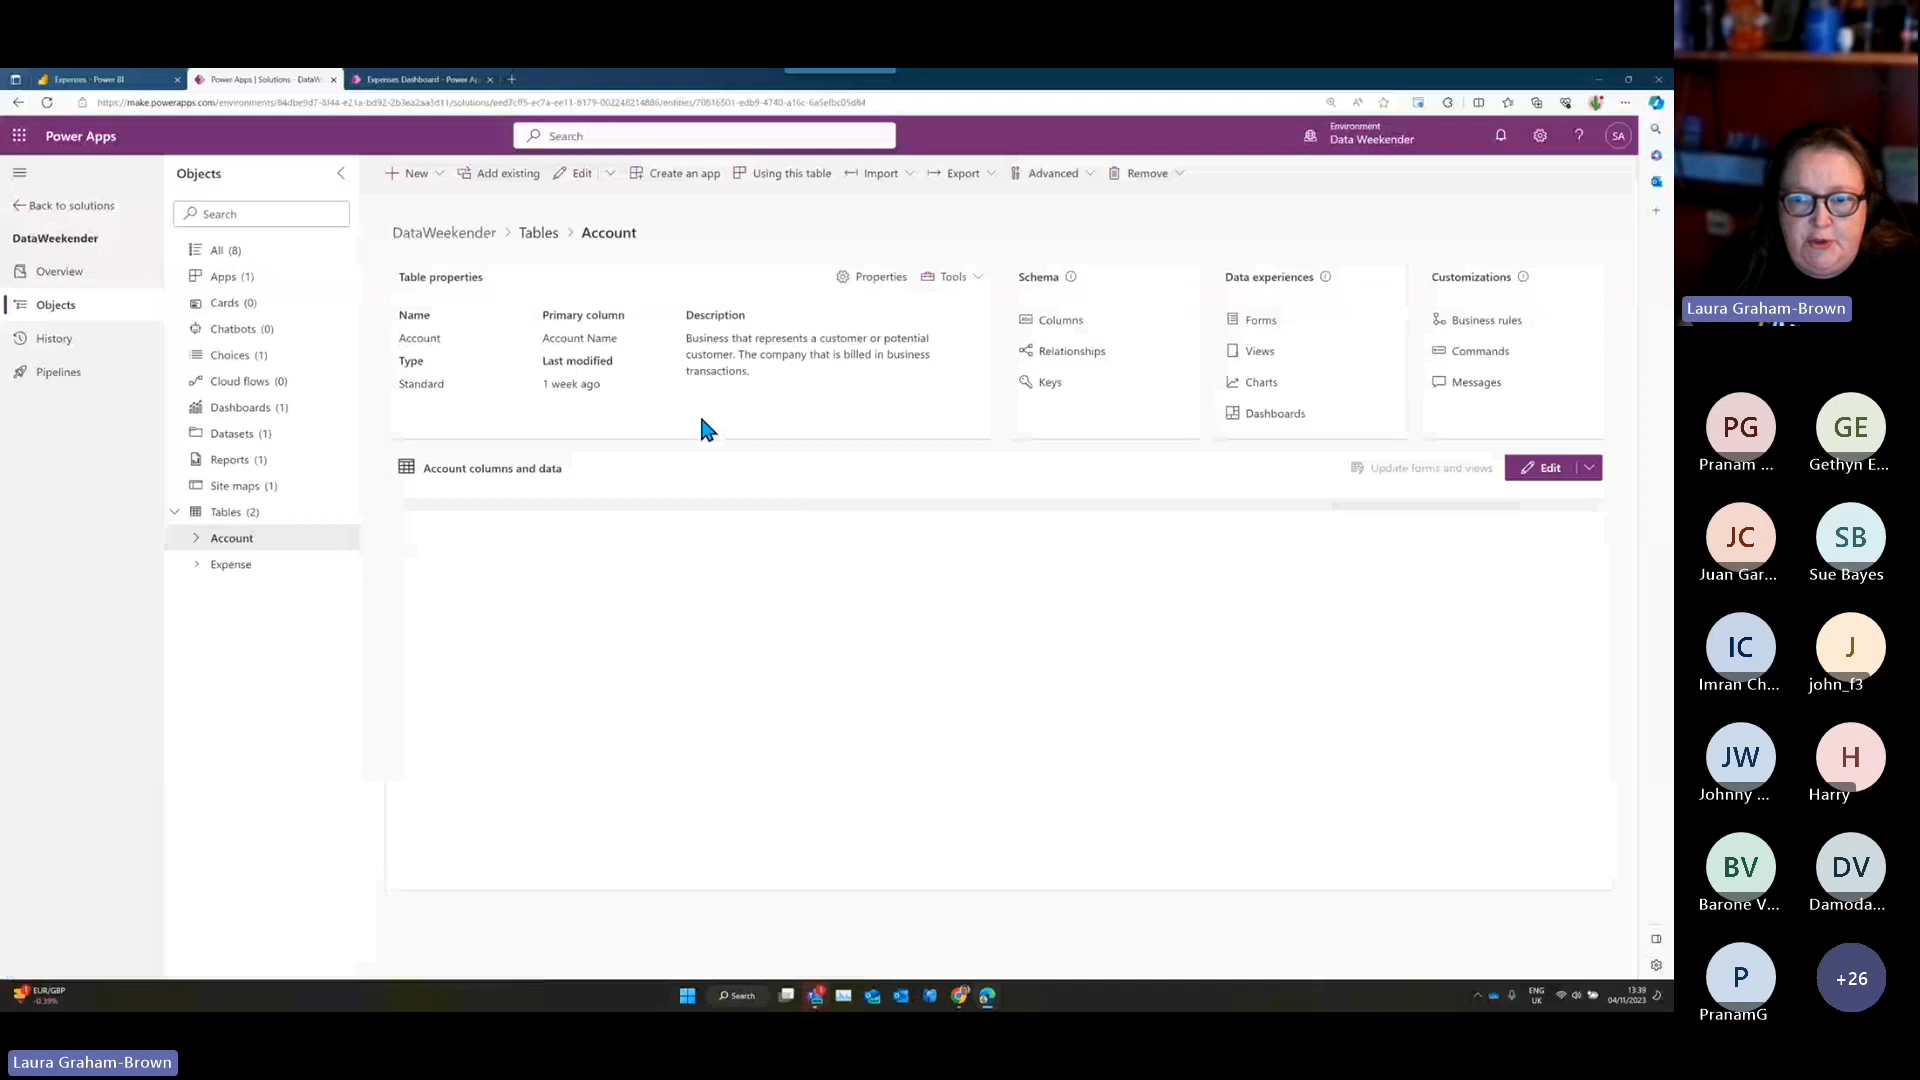 Expenses - Power BI
Power Apps | Solutions - DataW
Expenses Dashboard - Power Ap
Power Apps
Search
Environment
Data Weekender
SA
Objects
New
Add existing
Edit
Create an app
Using this table
Import
Export
Advanced
Remove
Back to solutions
Search
DataWeekender
Overview
Objects
History
Pipelines
All (8)
Apps (1)
Cards (0)
Chatbots (0)
Choices (1)
Cloud flows (0)
Dashboards (1)
Datasets (1)
Reports (1)
Site maps (1)
Tables (2)
Account
Expense
DataWeekender > Tables > Account
Table properties
Properties
Tools
Name
Account
Type
Standard
Primary column
Account Name
Last modified
1 week ago
Description
Business that represents a customer or potential
customer. The company that is billed in business
transactions.
Schema
Columns
Relationships
Keys
Data experiences
Forms
Views
Charts
Dashboards
Customizations
Business rules
Commands
Messages
Account columns and data
Update forms and views
Edit
EUR/GBP
-0.39%
Search
ENG
UK
13:39
04/11/2023
Laura Graham-Brown
PG
Pranam ...
GE
Gethyn E...
JC
Juan Gar...
SB
Sue Bayes
IC
Imran Ch...
J
john_f3
JW
Johnny ...
H
Harry
BV
Barone V...
DV
Damoda...
P
PranamG
+26
Laura Graham-Brown